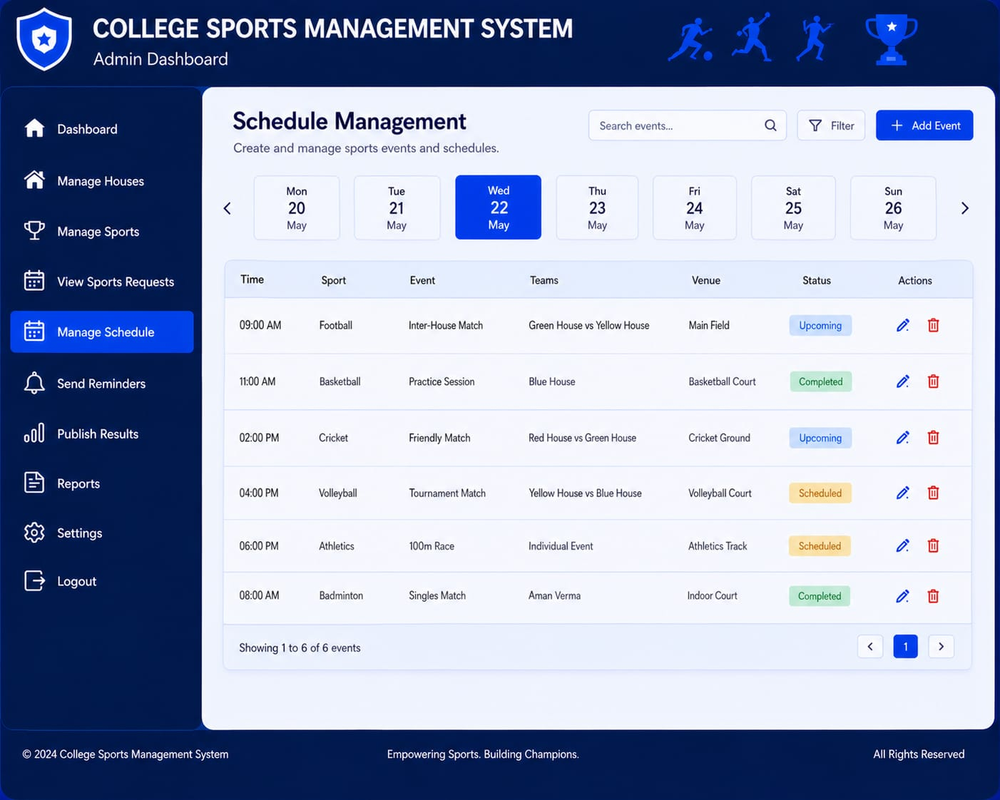 COLLEGE SPORTS MANAGEMENT SYSTEM
Admin Dashboard
Dashboard
Manage Houses
Manage Sports
View Sports Requests
Manage Schedule
Send Reminders
Publish Results
Reports
Settings
Logout
Schedule Management
Create and manage sports events and schedules.
Search events...
Filter
+ Add Event
Mon 20 May
Tue 21 May
Wed 22 May
Thu 23 May
Fri 24 May
Sat 25 May
Sun 26 May
Time Sport Event Teams Venue Status Actions
09:00 AM Football Inter-House Match Green House vs Yellow House Main Field Upcoming
11:00 AM Basketball Practice Session Blue House Basketball Court Completed
02:00 PM Cricket Friendly Match Red House vs Green House Cricket Ground Upcoming
04:00 PM Volleyball Tournament Match Yellow House vs Blue House Volleyball Court Scheduled
06:00 PM Athletics 100m Race Individual Event Athletics Track Scheduled
08:00 AM Badminton Singles Match Aman Verma Indoor Court Completed
Showing 1 to 6 of 6 events
1
© 2024 College Sports Management System
Empowering Sports. Building Champions.
All Rights Reserved